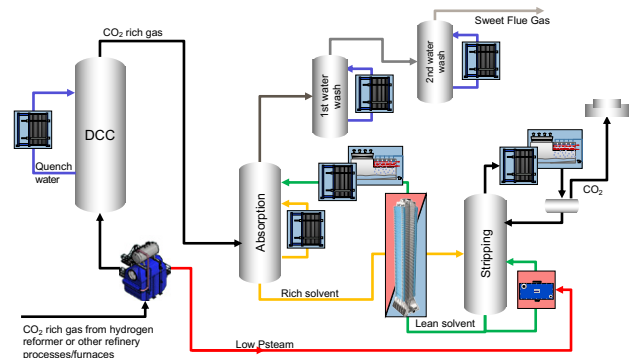 CO₂ rich gas
Sweet Flue Gas
1st water
wash
2nd water
wash
DCC
Quench
water
CO₂
Absorption
Stripping
Rich solvent
Lean solvent
Low Psteam
CO₂ rich gas from hydrogen
reformer or other refinery
processes/furnaces